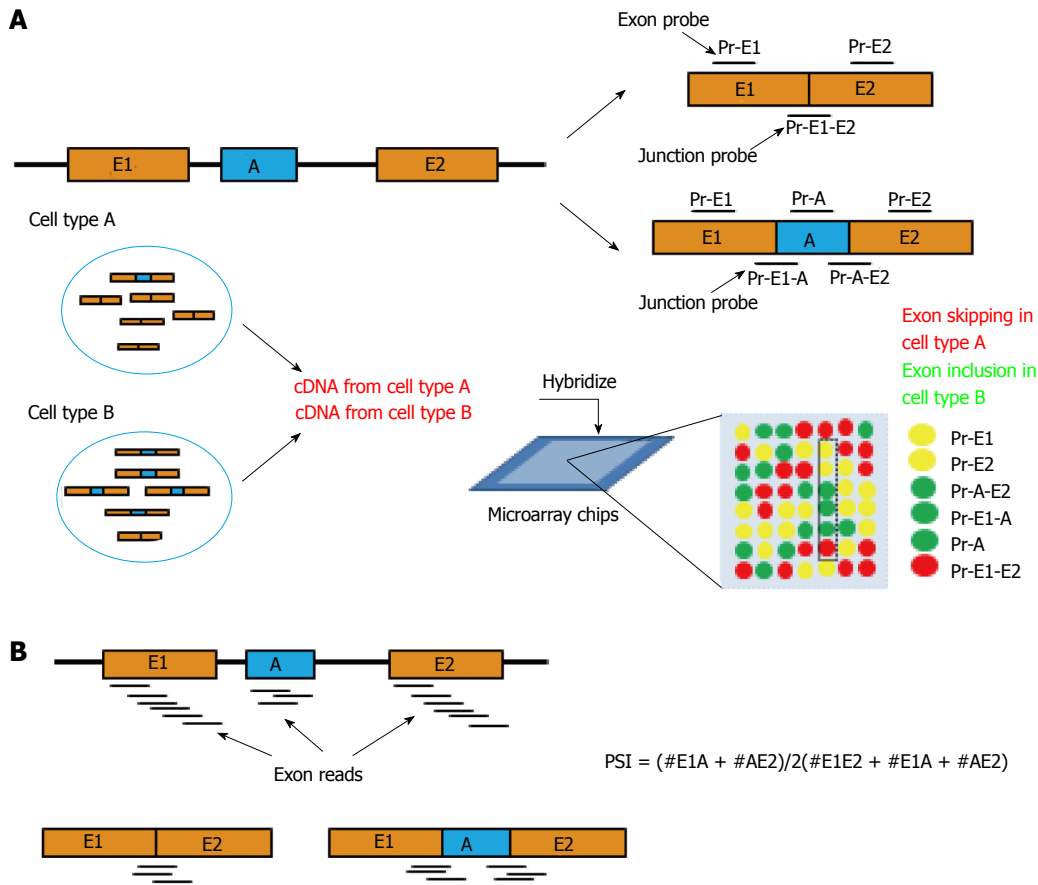 A
Exon probe
Pr-E1
Pr-E2
E1
E2
Pr-E1-E2
Junction probe
E1
A
E2
Pr-E1
Pr-A
Pr-E2
E1
A
E2
Pr-E1-A
Pr-A-E2
Junction probe
Cell type A
Cell type B
cDNA from cell type A
cDNA from cell type B
Hybridize
Microarray chips
Exon skipping in
cell type A
Exon inclusion in
cell type B
Pr-E1
Pr-E2
Pr-A-E2
Pr-E1-A
Pr-A
Pr-E1-E2
B
E1
A
E2
Exon reads
PSI = (#E1A + #AE2)/2(#E1E2 + #E1A + #AE2)
E1
E2
E1
A
E2